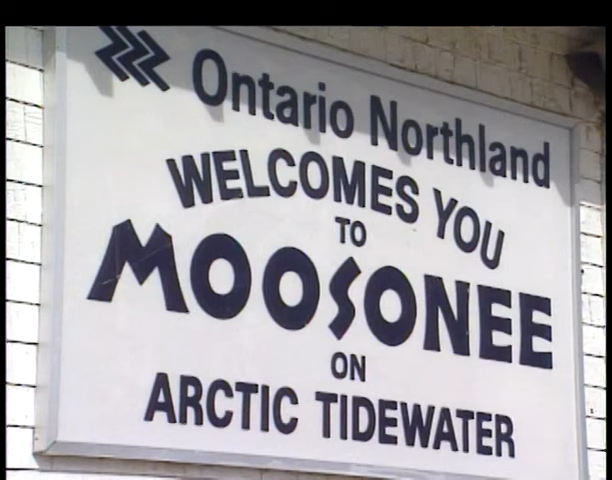 Ontario Northland
WELCOMES YOU
TO
MOOSONEE
ON
ARCTIC TIDEWATER